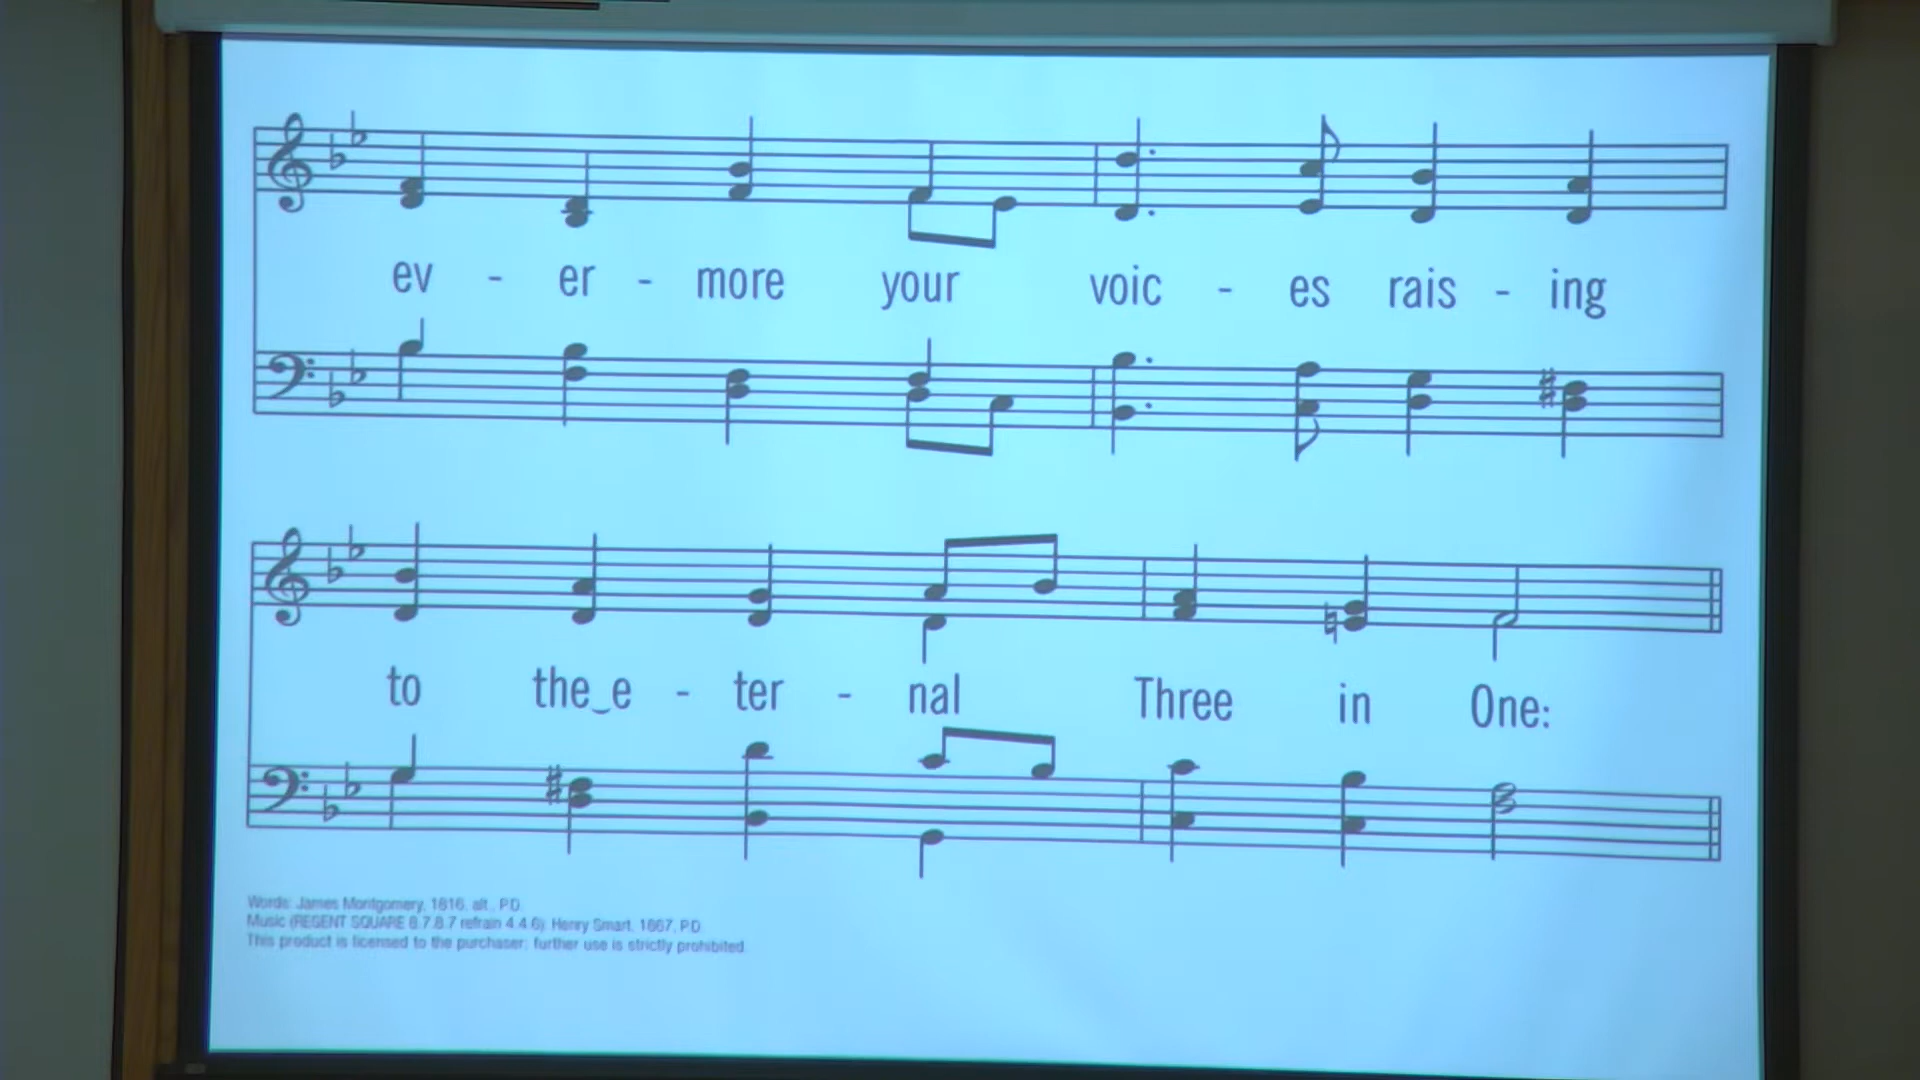 ev - er - more your voic - es rais - ing
to the‿e - ter - nal Three in One:
Words: James Montgomery, 1816, alt., P.D.
Music (REGENT SQUARE 8.7.8.7 refrain 4.4.6): Henry Smart, 1867, P.D.
This product is licensed to the purchaser; further use is strictly prohibited.